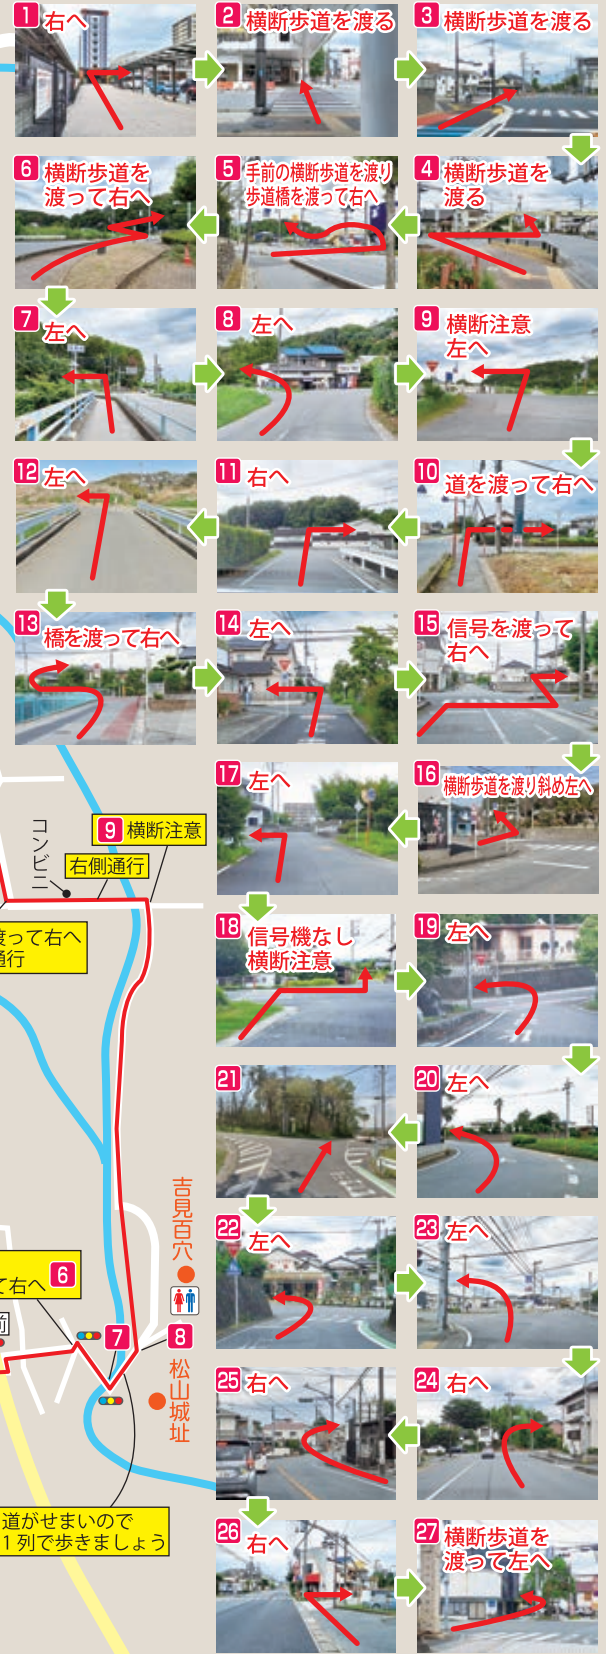 1 右へ
2 横断歩道を渡る
3 横断歩道を渡る
4 横断歩道を
渡る
5 手前の横断歩道を渡り
歩道橋を渡って右へ
6 横断歩道を
渡って右へ
7 左へ
8 左へ
9 横断注意
左へ
10 道を渡って右へ
11 右へ
12 左へ
13 橋を渡って右へ
14 左へ
15 信号を渡って
右へ
16 横断歩道を渡り斜め左へ
17 左へ
18 信号機なし
横断注意
19 左へ
20 左へ
21
22 左へ
23 左へ
24 右へ
25 右へ
26 右へ
27 横断歩道を
渡って左へ
コンビニ
9 横断注意
右側通行
渡って右へ
通行
吉見百穴
て右へ 6
前
7
8
松山城址
道がせまいので
1列で歩きましょう